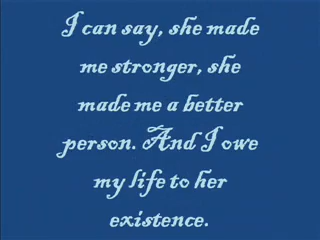 I can say, she made
me stronger, she
made me a better
person. And I owe
my life to her
existence.